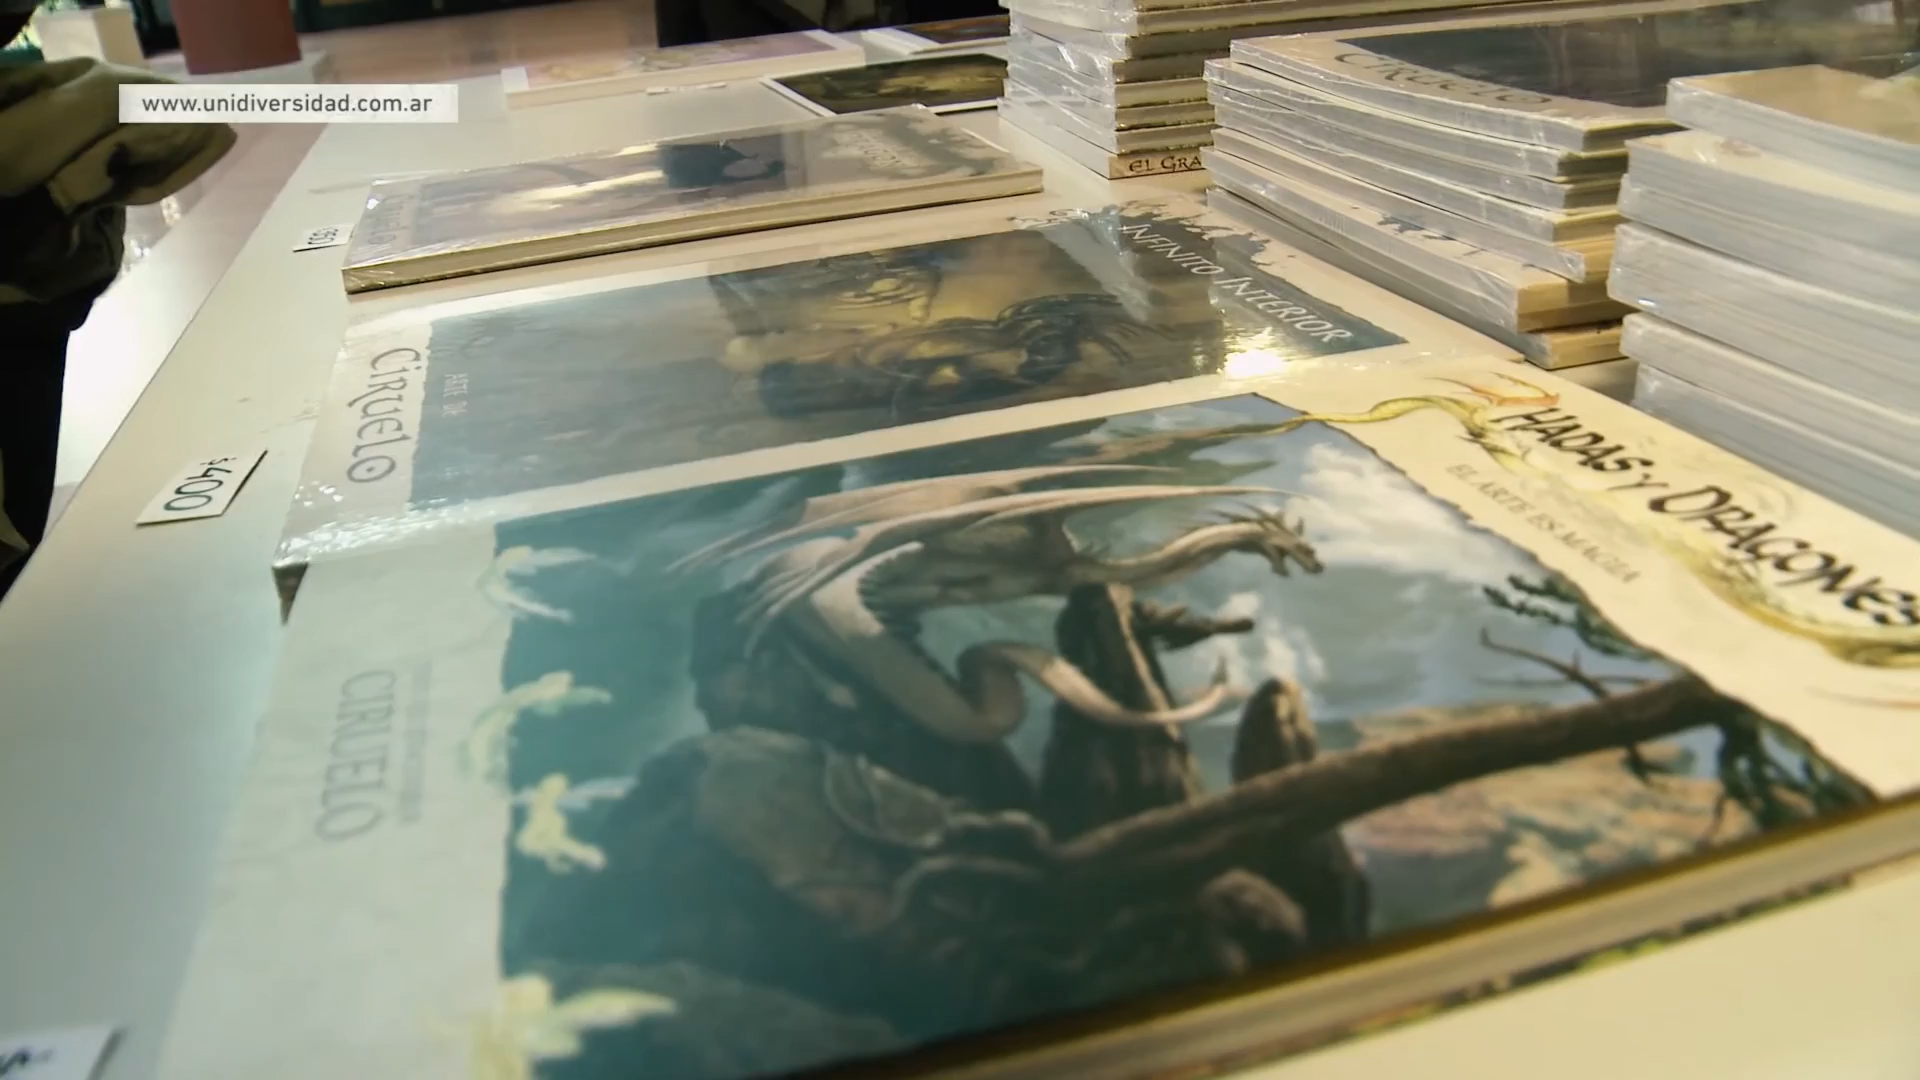 www.unidiversidad.com.ar
CIRUELO
EL GRA
$400
CIRUELO
ARTE DE
INFINITO INTERIOR
HADAS Y DRAGONES
EL ARTE ES MAGIA
CIRUELO